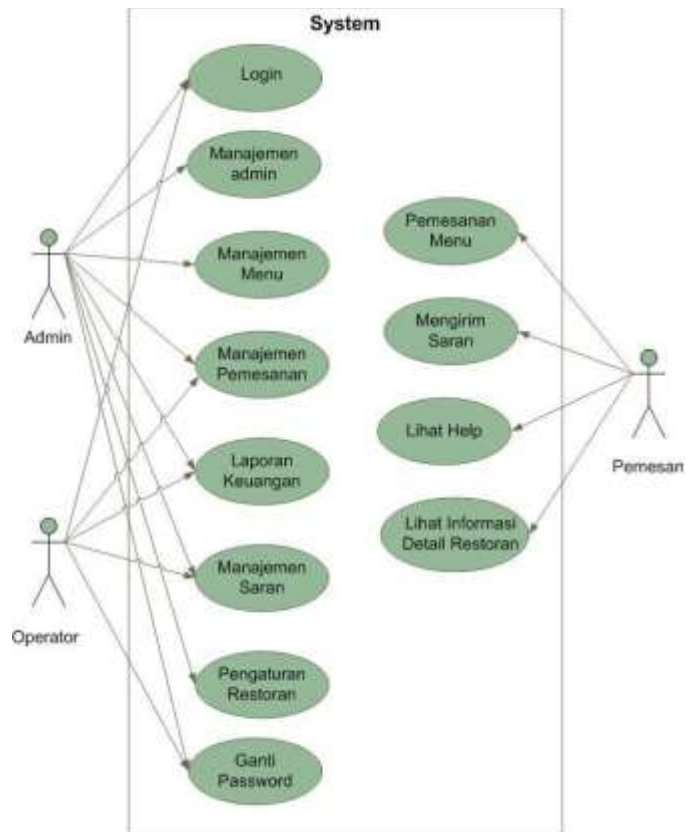 System
Login
Manajemen
admin
Manajemen
Menu
Manajemen
Pemesanan
Laporan
Keuangan
Manajemen
Saran
Pengaturan
Restoran
Ganti
Password
Admin
Operator
Pemesanan
Menu
Mengirim
Saran
Lihat Help
Lihat Informasi
Detail Restoran
Pemesan